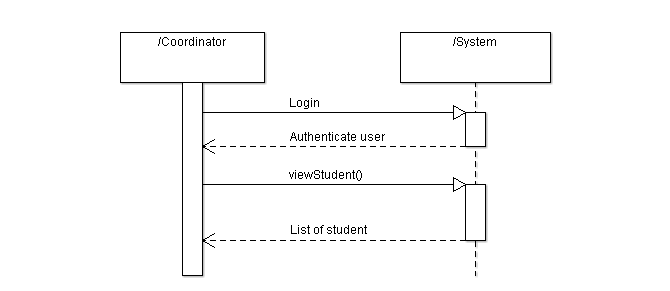 /Coordinator
/System
Login
Authenticate user
viewStudent()
List of student